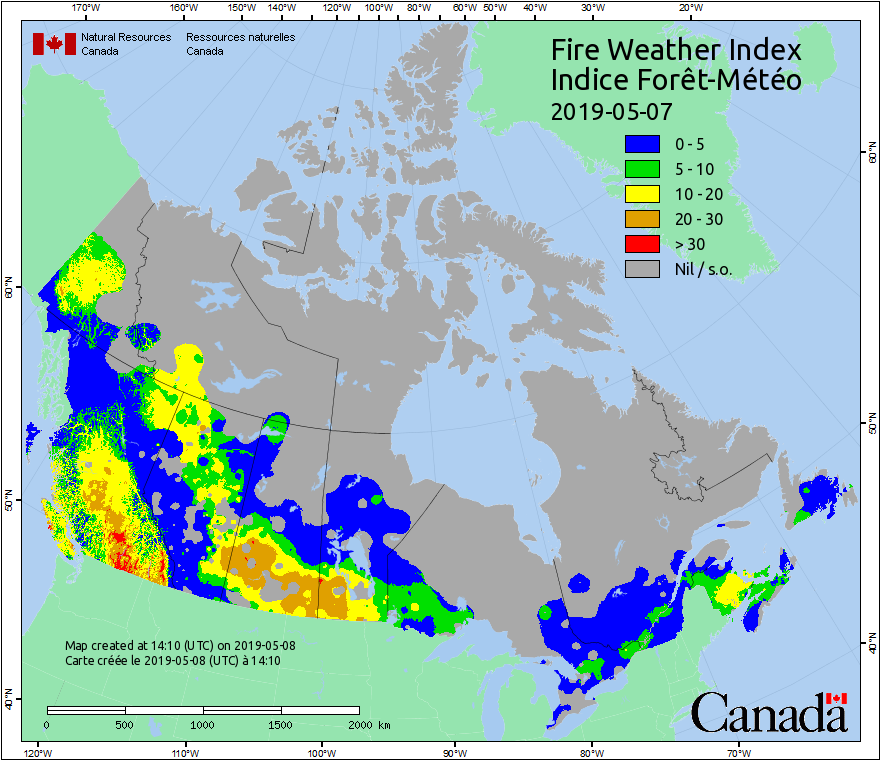 170°W 160°W 150°W 140°W 130°W 120°W 110°W 100°W 90°W 80°W 60°W 50°W 40°W 30°W 20°W
Natural Resources Canada
Ressources naturelles Canada
Fire Weather Index
Indice Forêt-Météo
2019-05-07
0 - 5
5 - 10
10 - 20
20 - 30
> 30
Nil / s.o.
60°N
60°N
50°N
50°N
40°N
40°N
Map created at 14:10 (UTC) on 2019-05-08
Carte créée le 2019-05-08 (UTC) à 14:10
0 500 1000 1500 2000 km
Canada
120°W 110°W 100°W 90°W 80°W 70°W